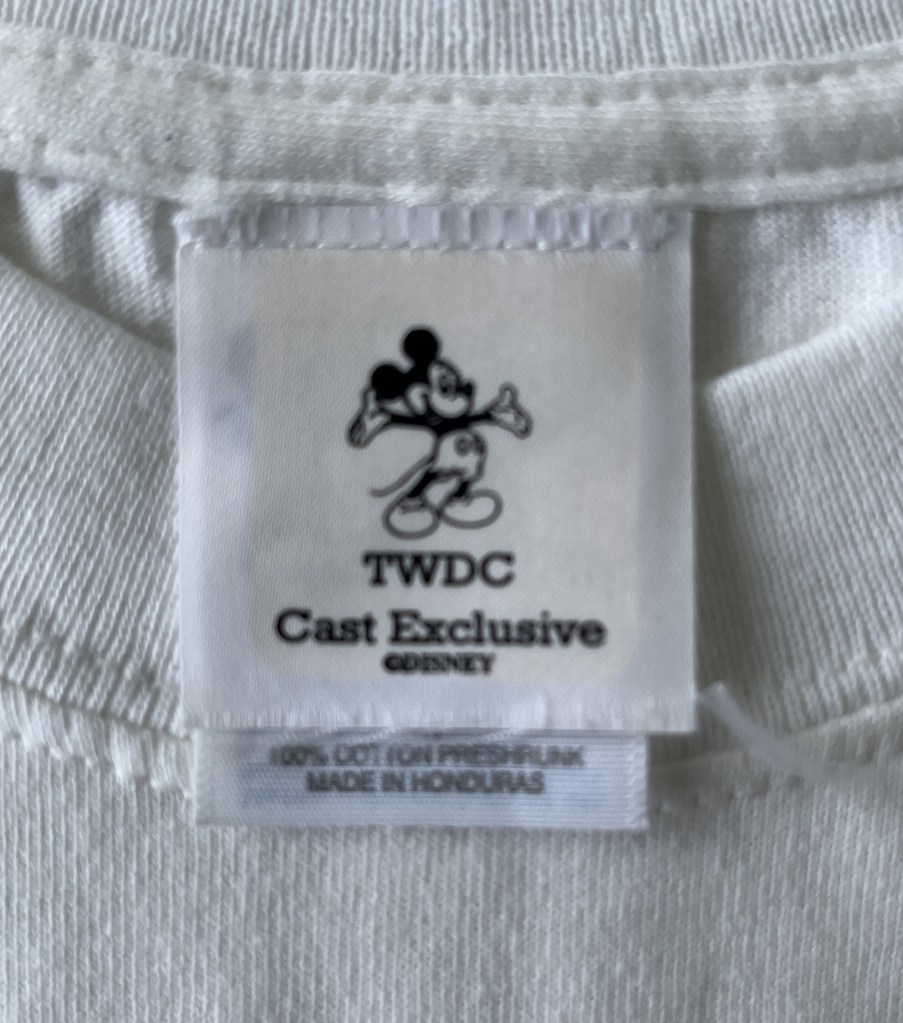 TWDC
Cast Exclusive
©DISNEY
100% COTTON PRESHRUNK
MADE IN HONDURAS